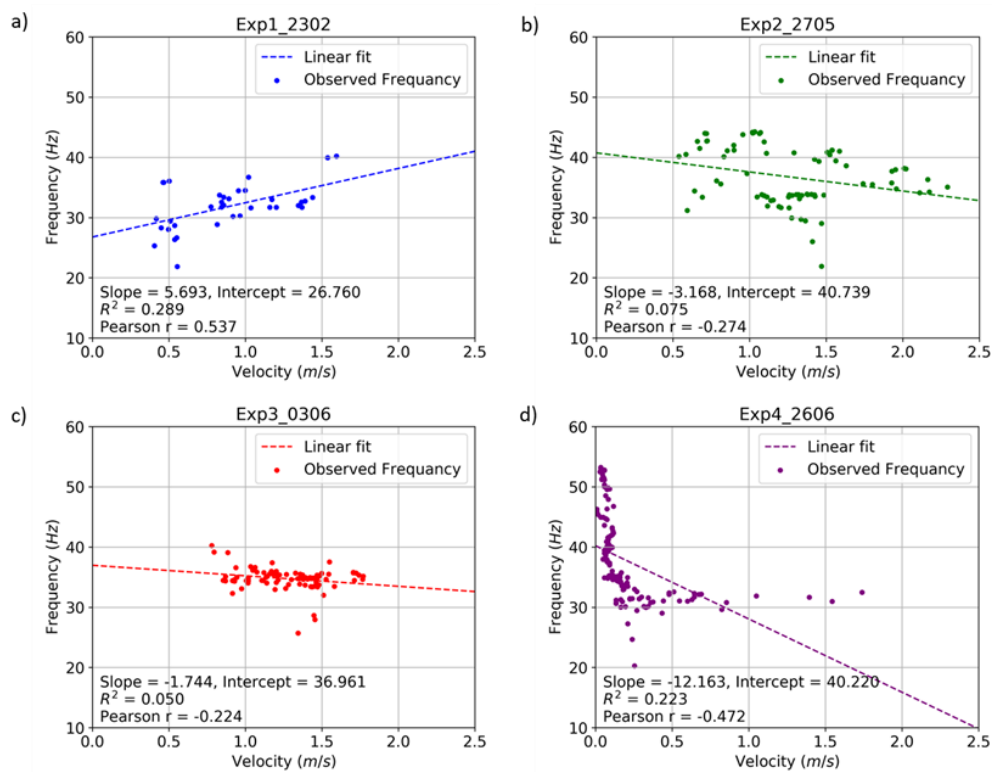 a)
Exp1_2302
60
50
40
30
20
10
Frequency (Hz)
Linear fit
Observed Frequancy
Slope = 5.693, Intercept = 26.760
R² = 0.289
Pearson r = 0.537
0.0 0.5 1.0 1.5 2.0 2.5
Velocity (m/s)
b)
Exp2_2705
60
50
40
30
20
10
Frequency (Hz)
Linear fit
Observed Frequancy
Slope = -3.168, Intercept = 40.739
R² = 0.075
Pearson r = -0.274
0.0 0.5 1.0 1.5 2.0 2.5
Velocity (m/s)
c)
Exp3_0306
60
50
40
30
20
10
Frequency (Hz)
Linear fit
Observed Frequancy
Slope = -1.744, Intercept = 36.961
R² = 0.050
Pearson r = -0.224
0.0 0.5 1.0 1.5 2.0 2.5
Velocity (m/s)
d)
Exp4_2606
60
50
40
30
20
10
Frequency (Hz)
Linear fit
Observed Frequancy
Slope = -12.163, Intercept = 40.220
R² = 0.223
Pearson r = -0.472
0.0 0.5 1.0 1.5 2.0 2.5
Velocity (m/s)